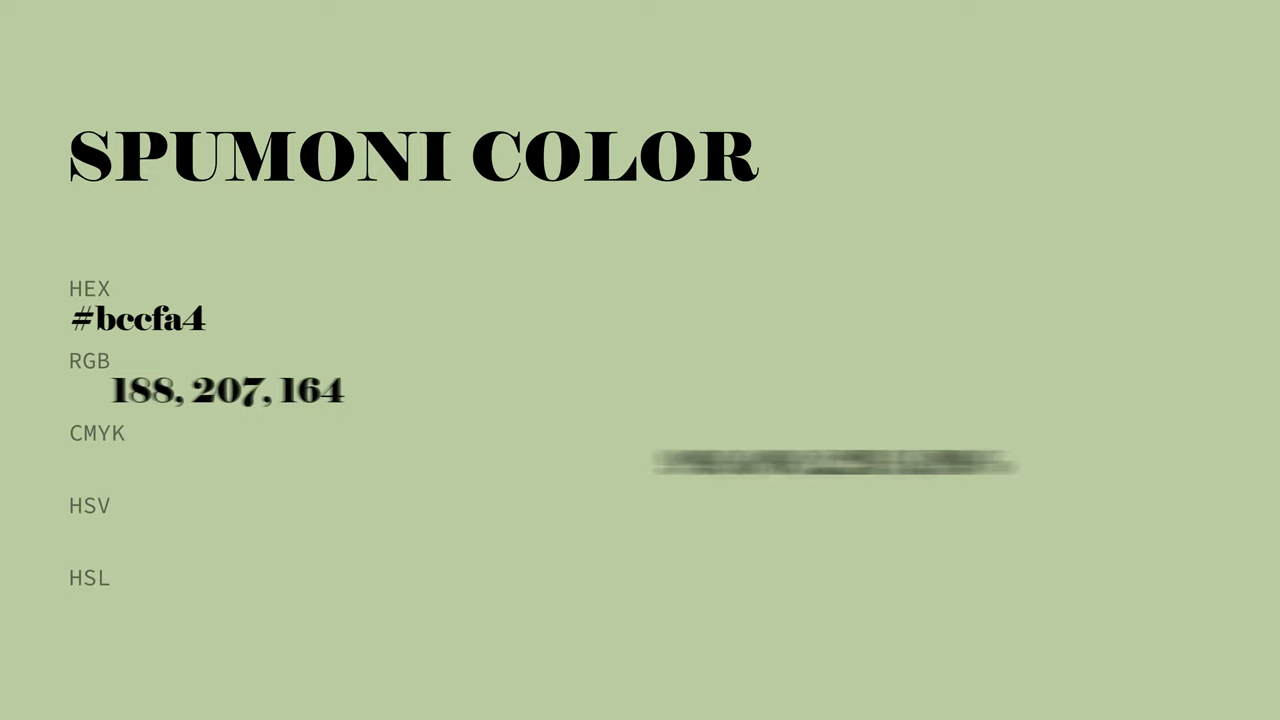 SPUMONI COLOR
HEX
#bccfa4
RGB
188, 207, 164
CMYK
HSV
HSL